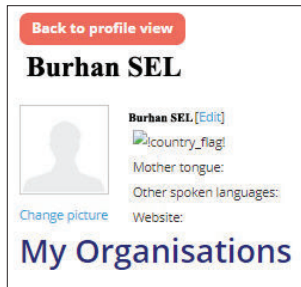 Back to profile view
Burhan SEL
Burhan SEL [Edit]
!country_flag!
Mother tongue:
Other spoken languages:
Change picture
Website:
My Organisations